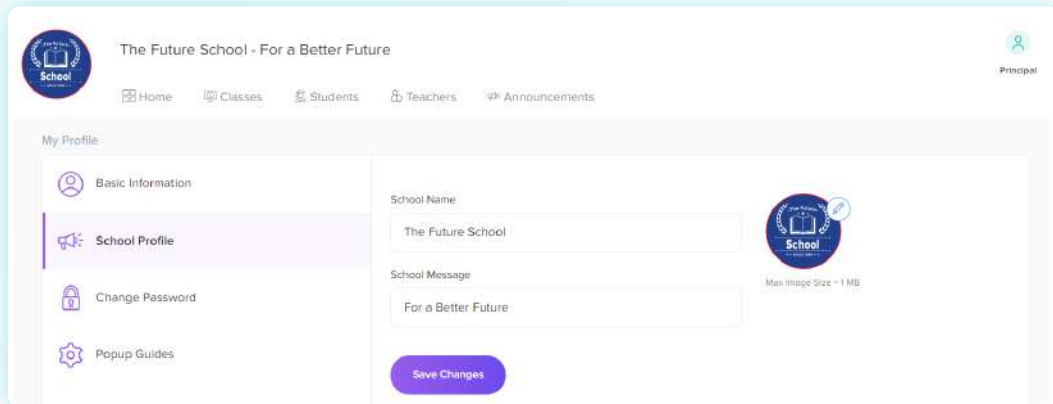 The Future School - For a Better Future
School
Principal
Home Classes Students Teachers Announcements
My Profile
Basic Information
School Profile
Change Password
Popup Guides
School Name
The Future School
School Message
For a Better Future
Save Changes
The Future
School
Max Image Size = 1 MB